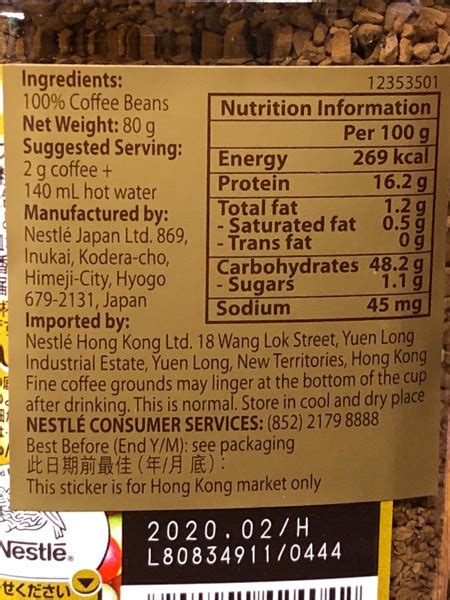 Ingredients:
100% Coffee Beans
Net Weight: 80 g
Suggested Serving:
2 g coffee +
140 mL hot water
Manufactured by:
Nestlé Japan Ltd. 869,
Inukai, Kodera-cho,
Himeji-City, Hyogo
679-2131, Japan
12353501
Nutrition Information
Per 100 g
Energy 269 kcal
Protein 16.2 g
Total fat 1.2 g
- Saturated fat 0.5 g
- Trans fat 0 g
Carbohydrates 48.2 g
- Sugars 1.1 g
Sodium 45 mg
Imported by:
Nestlé Hong Kong Ltd. 18 Wang Lok Street, Yuen Long
Industrial Estate, Yuen Long, New Territories, Hong Kong
Fine coffee grounds may linger at the bottom of the cup
after drinking. This is normal. Store in cool and dry place
NESTLÉ CONSUMER SERVICES: (852) 2179 8888
Best Before (End Y/M): see packaging
此日期前最佳 (年/月 底):
This sticker is for Hong Kong market only
2020.02/H
L80834911/0444
Nestlé®
せください